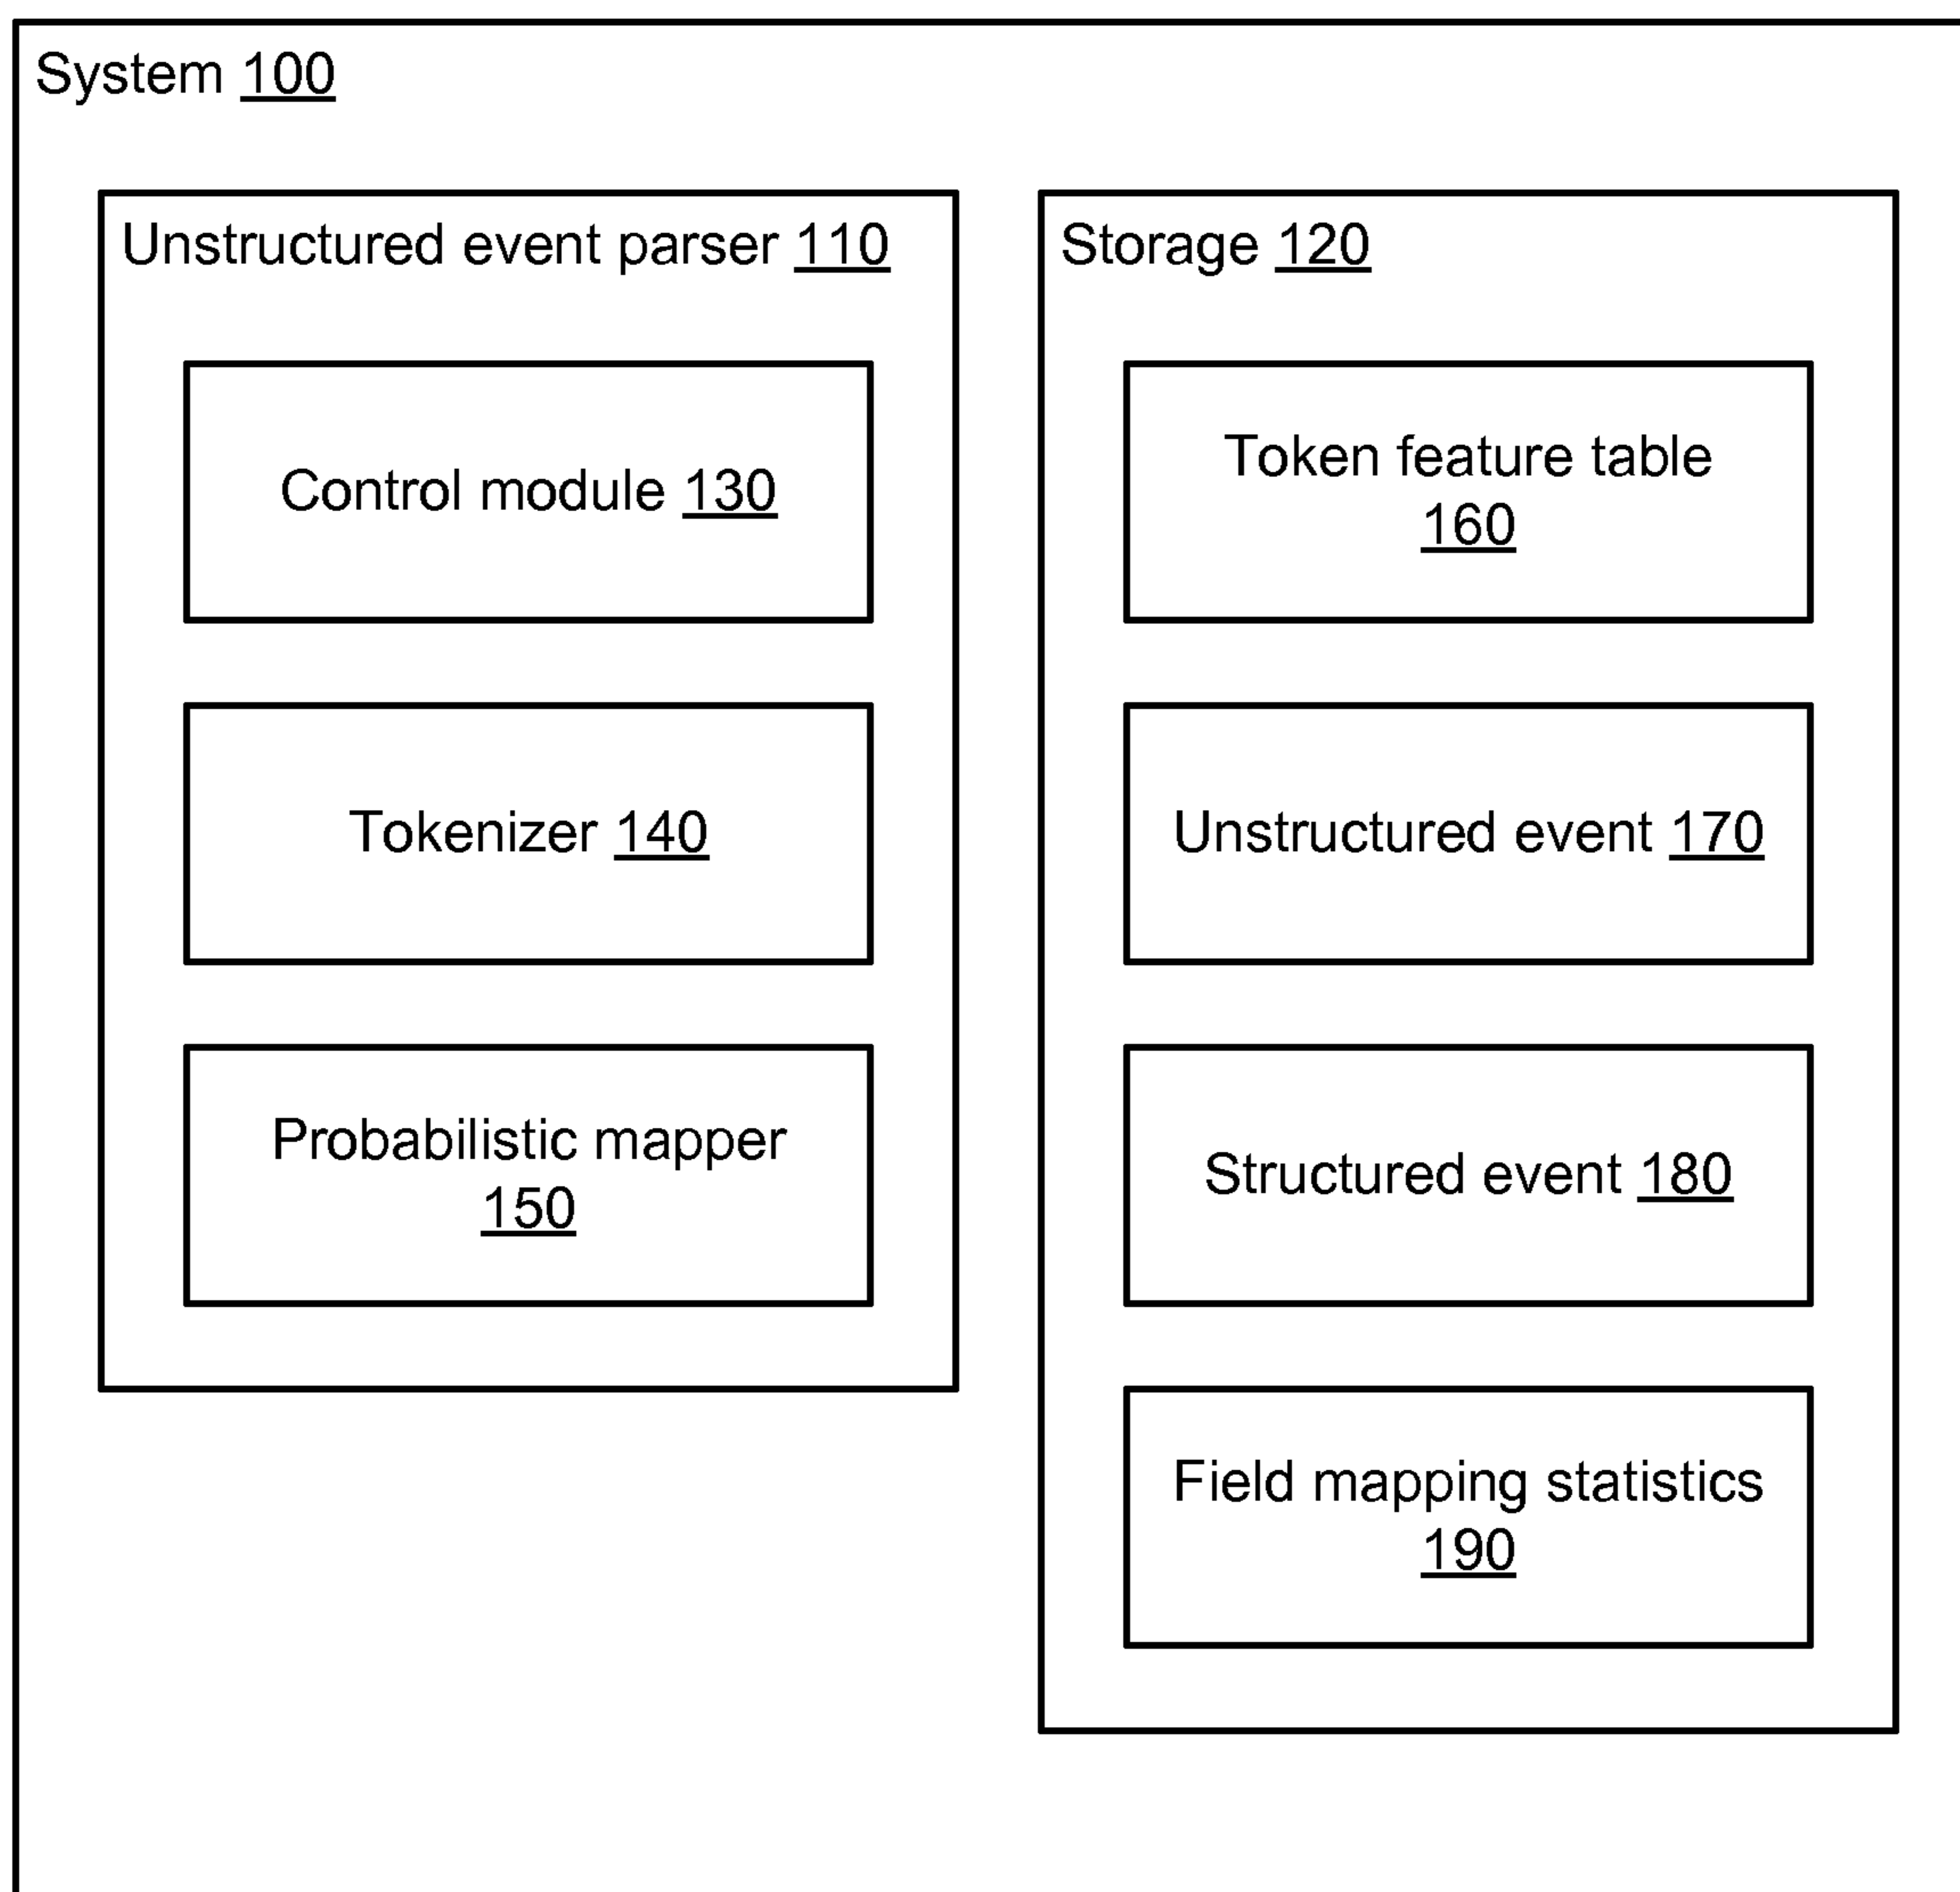 System 100
Unstructured event parser 110
Control module 130
Tokenizer 140
Probabilistic mapper
150
Storage 120
Token feature table
160
Unstructured event 170
Structured event 180
Field mapping statistics
190